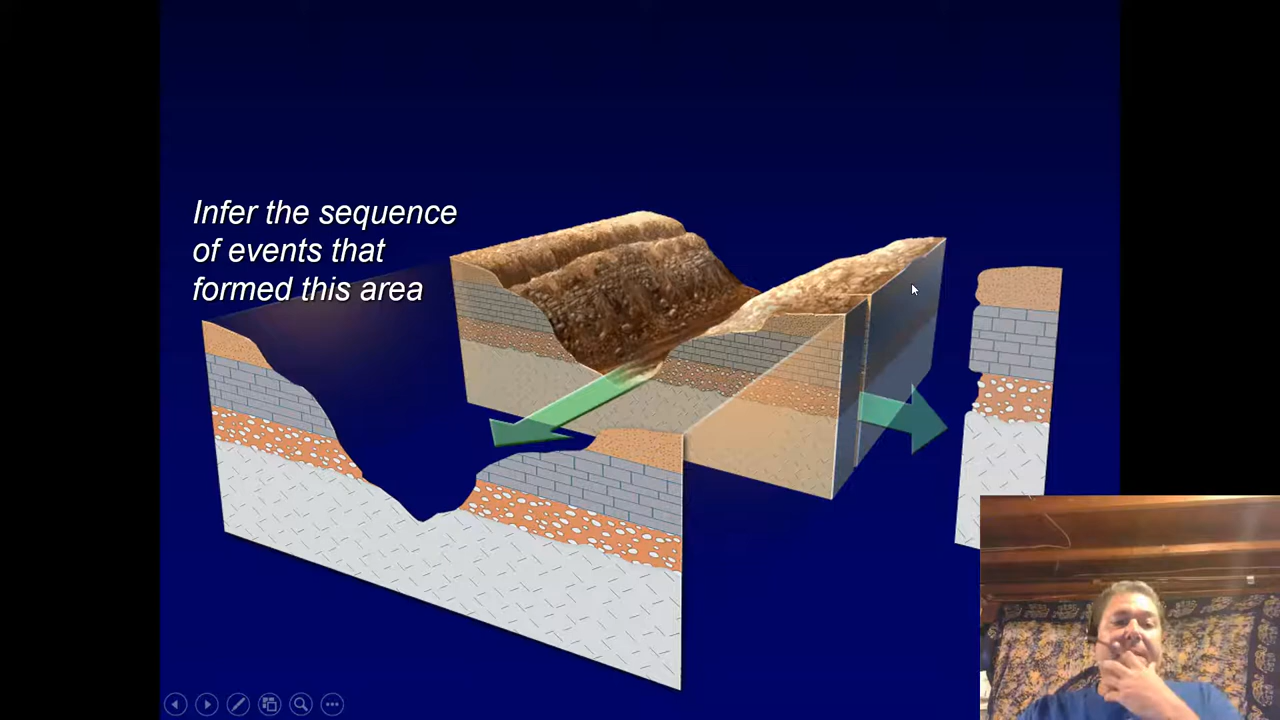 Infer the sequence
of events that
formed this area